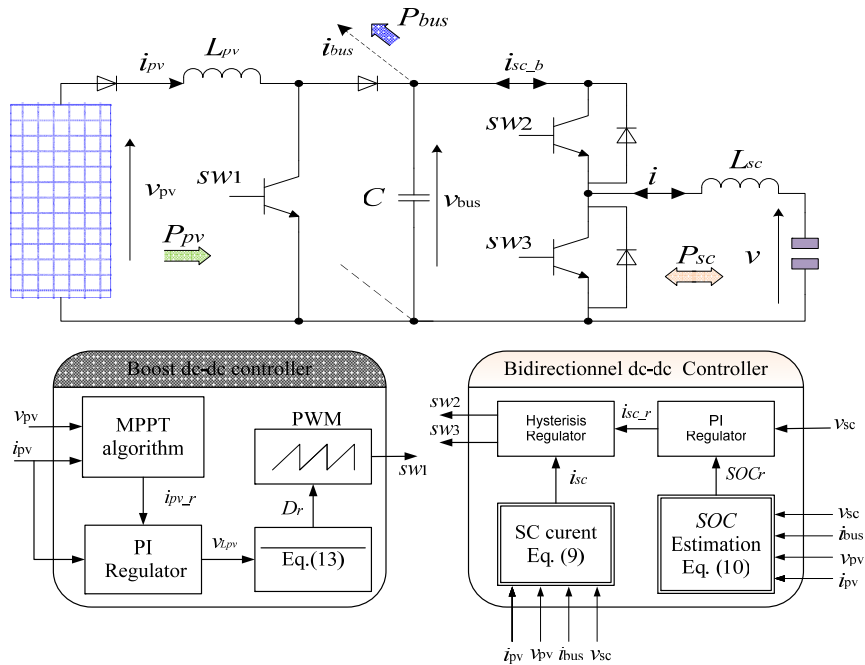 P_bus
i_bus
i_pv
L_pv
i_sc_b
sw2
L_sc
i
v_pv
sw1
C
v_bus
sw3
P_pv
P_sc
v
Boost dc-dc controller
v_pv
i_pv
MPPT
algorithm
PWM
sw1
i_pv_r
D_r
PI
Regulator
v_Lpv
Eq.(13)
Bidirectionnel dc-dc Controller
sw2
sw3
Hysterisis
Regulator
i_sc_r
PI
Regulator
v_sc
i_sc
SOCr
SC curent
Eq. (9)
SOC
Estimation
Eq. (10)
v_sc
i_bus
v_pv
i_pv
i_pv v_pv i_bus v_sc